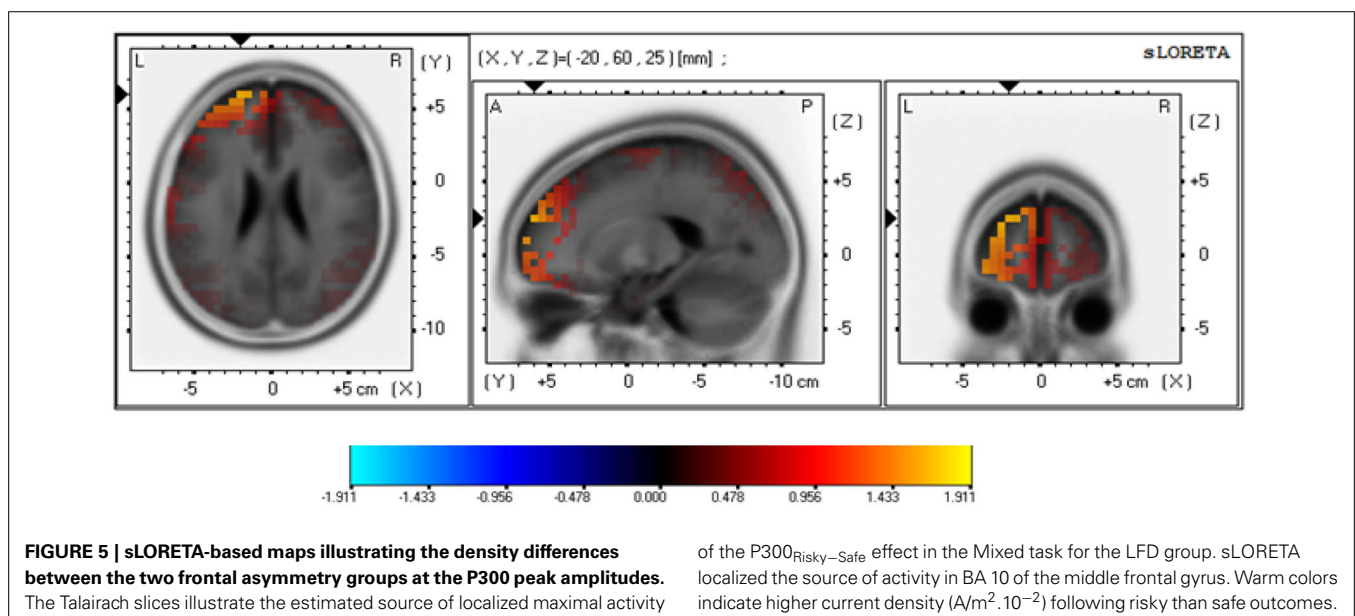 (X,Y,Z)=(-20,60,25)[mm] ;
sLORETA
L
R
(Y)
+5
0
-5
-10
-5
0
+5 cm
(X)
A
P
(Z)
+5
0
-5
(Y)
+5
0
-5
-10 cm
L
R
(Z)
+5
0
-5
-5
0
+5 cm
(X)
-1.911 -1.433 -0.956 -0.478 0.000 0.478 0.956 1.433 1.911
FIGURE 5 | sLORETA-based maps illustrating the density differences
between the two frontal asymmetry groups at the P300 peak amplitudes.
The Talairach slices illustrate the estimated source of localized maximal activity
of the P300Risky–Safe effect in the Mixed task for the LFD group. sLORETA
localized the source of activity in BA 10 of the middle frontal gyrus. Warm colors
indicate higher current density (A/m².10⁻²) following risky than safe outcomes.